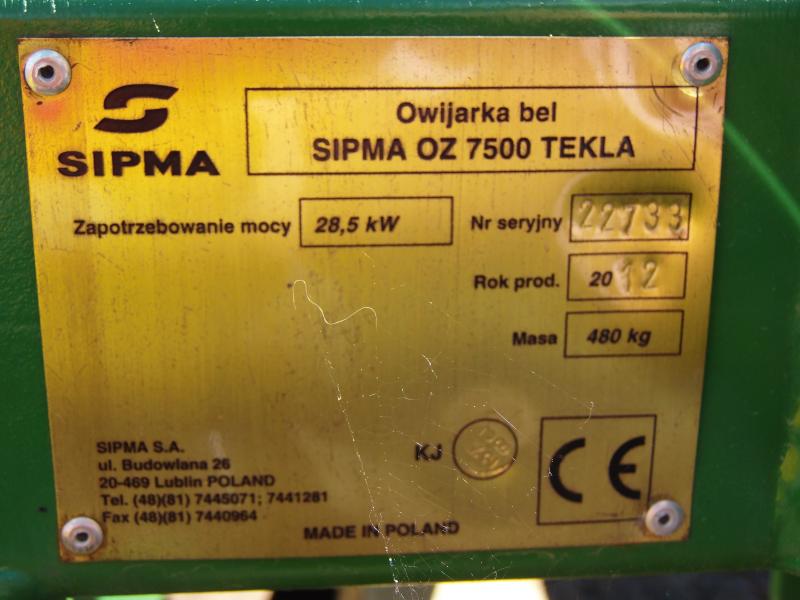 SIPMA
Owijarka bel
SIPMA OZ 7500 TEKLA
Zapotrzebowanie mocy 28,5 kW
Nr seryjny 22733
Rok prod. 2012
Masa 480 kg
SIPMA S.A.
ul. Budowlana 26
20-469 Lublin POLAND
Tel. (48)(81) 7445071; 7441281
Fax (48)(81) 7440964
KJ
CE
MADE IN POLAND